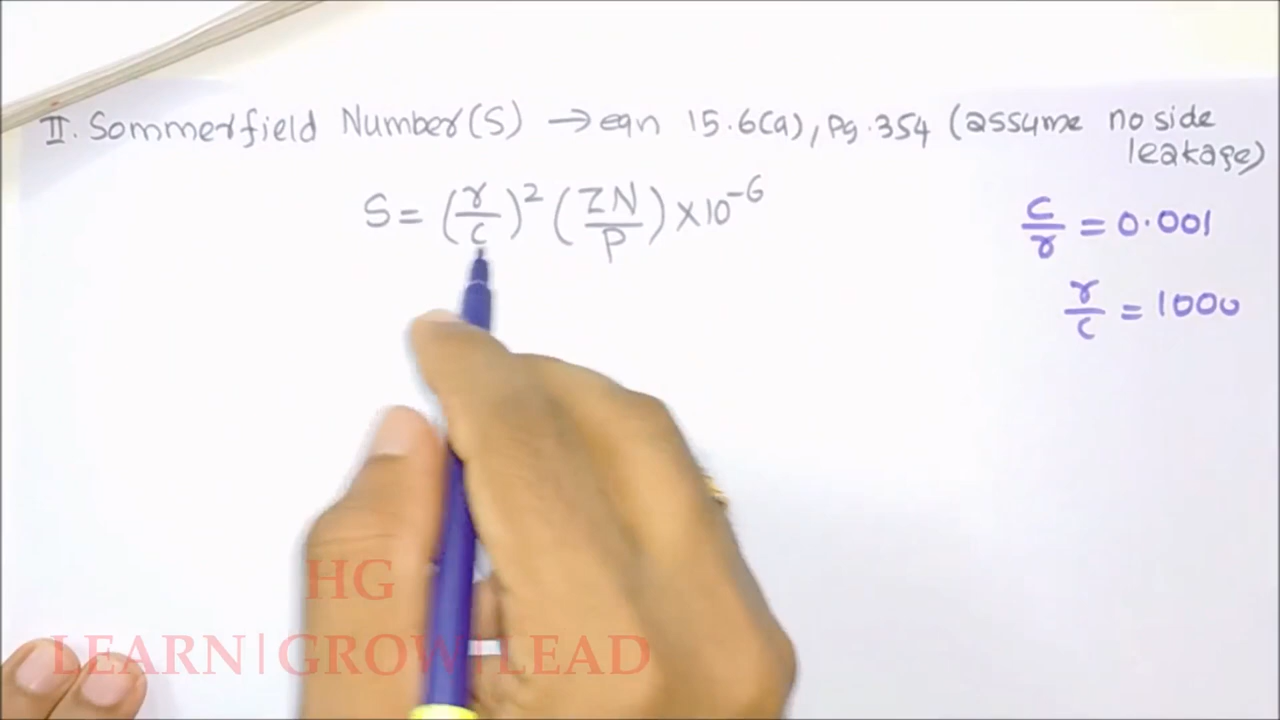 II. Sommerfield Number(S) → eqn 15.6(a), Pg.354 (assume no side
leakage)
S = (r/c)² (ZN/P) × 10⁻⁶
c/r = 0.001
r/c = 1000
HG
LEARN|GROW|LEAD